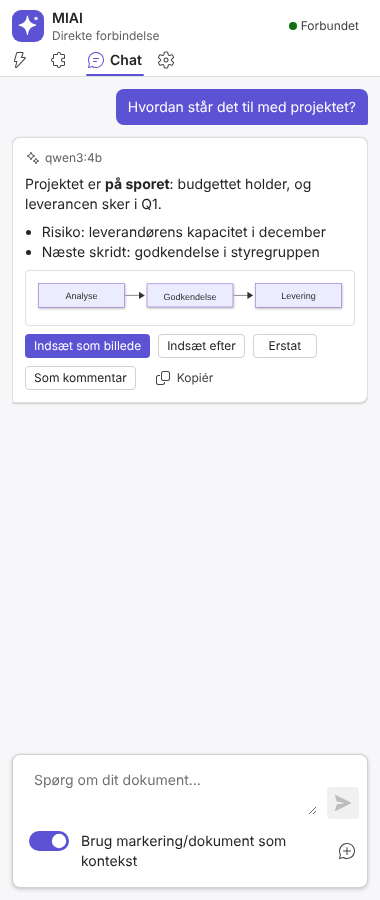 MIAI
Direkte forbindelse
Forbundet
Chat
Hvordan står det til med projektet?
qwen3:4b
Projektet er på sporet: budgettet holder, og
leverancen sker i Q1.
• Risiko: leverandørens kapacitet i december
• Næste skridt: godkendelse i styregruppen
Analyse
Godkendelse
Levering
Indsæt som billede
Indsæt efter
Erstat
Som kommentar
Kopiér
Spørg om dit dokument...
Brug markering/dokument som
kontekst